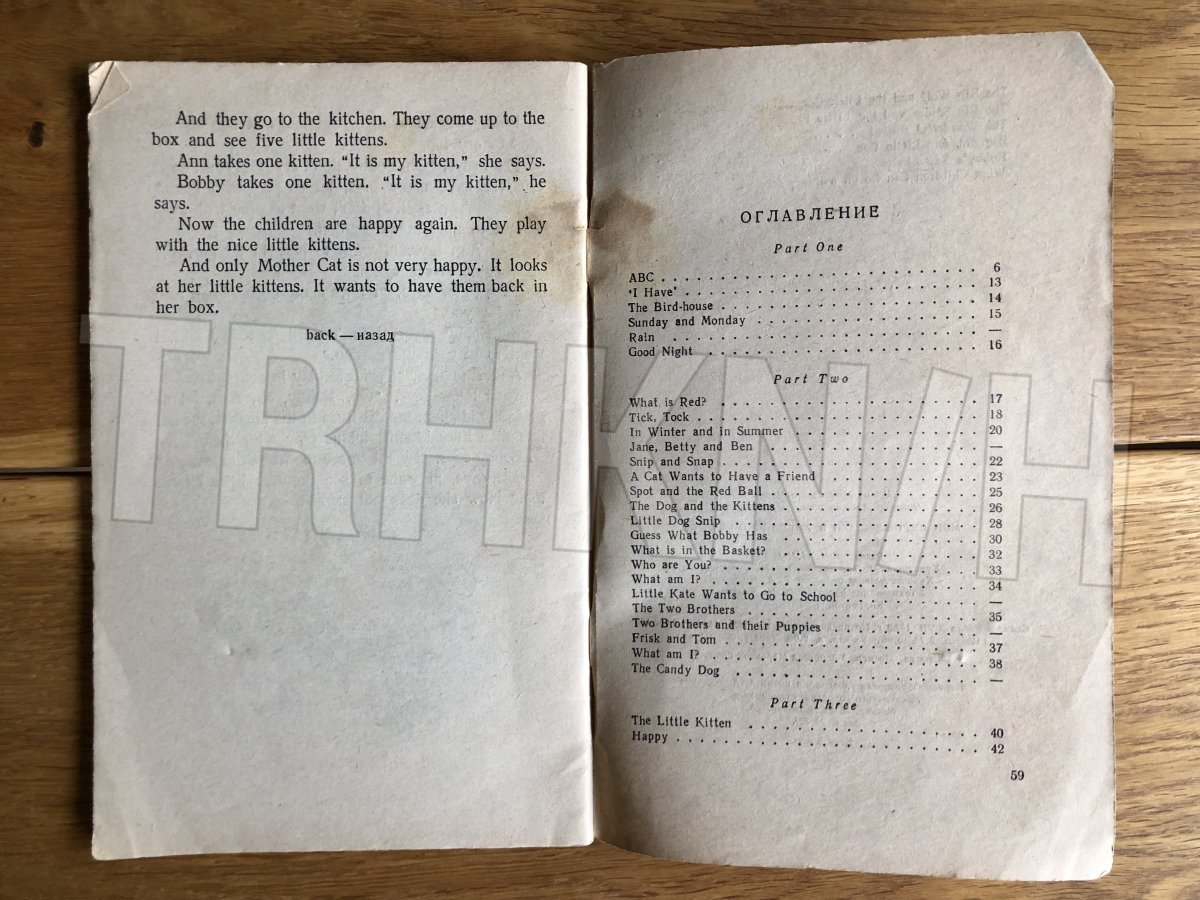 And they go to the kitchen. They come up to the
box and see five little kittens.
Ann takes one kitten. “It is my kitten,” she says.
Bobby takes one kitten. “It is my kitten,” he
says.
Now the children are happy again. They play
with the nice little kittens.
And only Mother Cat is not very happy. It looks
at her little kittens. It wants to have them back in
her box.
back — назад
ОГЛАВЛЕНИЕ
Part One
ABC . . . . . . . . . . 6
‘I Have’ . . . . . . . . . . 13
The Bird-house . . . . . . . . . . 14
Sunday and Monday . . . . . . . . . . 15
Rain . . . . . . . . . . —
Good Night . . . . . . . . . . 16
Part Two
What is Red? . . . . . . . . . . 17
Tick, Tock . . . . . . . . . . 18
In Winter and in Summer . . . . . . . . . . 20
Jane, Betty and Ben . . . . . . . . . . —
Snip and Snap . . . . . . . . . . 22
A Cat Wants to Have a Friend . . . . . . . . . . 23
Spot and the Red Ball . . . . . . . . . . 25
The Dog and the Kittens . . . . . . . . . . 26
Little Dog Snip . . . . . . . . . . 28
Guess What Bobby Has . . . . . . . . . . 30
What is in the Basket? . . . . . . . . . . 32
Who are You? . . . . . . . . . . 33
What am I? . . . . . . . . . . 34
Little Kate Wants to Go to School . . . . . . . . . . —
The Two Brothers . . . . . . . . . . 35
Two Brothers and their Puppies . . . . . . . . . . —
Frisk and Tom . . . . . . . . . . 37
What am I? . . . . . . . . . . 38
The Candy Dog . . . . . . . . . . —
Part Three
The Little Kitten . . . . . . . . . . 40
Happy . . . . . . . . . . 42
59